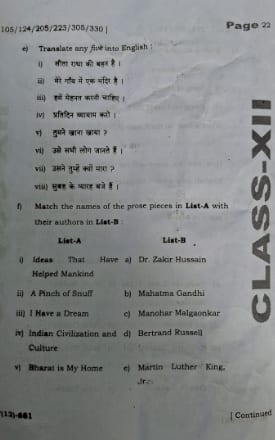 105/124/205/223/305/330 |
Page 22
e) Translate any five into English :
i) सीता राधा की बहन है ।
ii) मेरे गाँव में एक मंदिर है ।
iii) हमें मेहनत करनी चाहिए ।
iv) प्रतिदिन व्यायाम करो ।
v) तुमने खाना खाया ?
vi) उसे सभी लोग जानते हैं ।
vii) उसने तुम्हें क्यों मारा ?
viii) सुबह के ग्यारह बजे हैं ।
f) Match the names of the prose pieces in List-A with
their authors in List-B :
List-A List-B
i) Ideas That Have a) Dr. Zakir Hussain
Helped Mankind
ii) A Pinch of Snuff b) Mahatma Gandhi
iii) I Have a Dream c) Manohar Malgaonkar
iv) Indian Civilization and d) Bertrand Russell
Culture
v) Bharat is My Home e) Martin Luther King,
Jr.
(13)-661
[ Continued
CLASS-XII